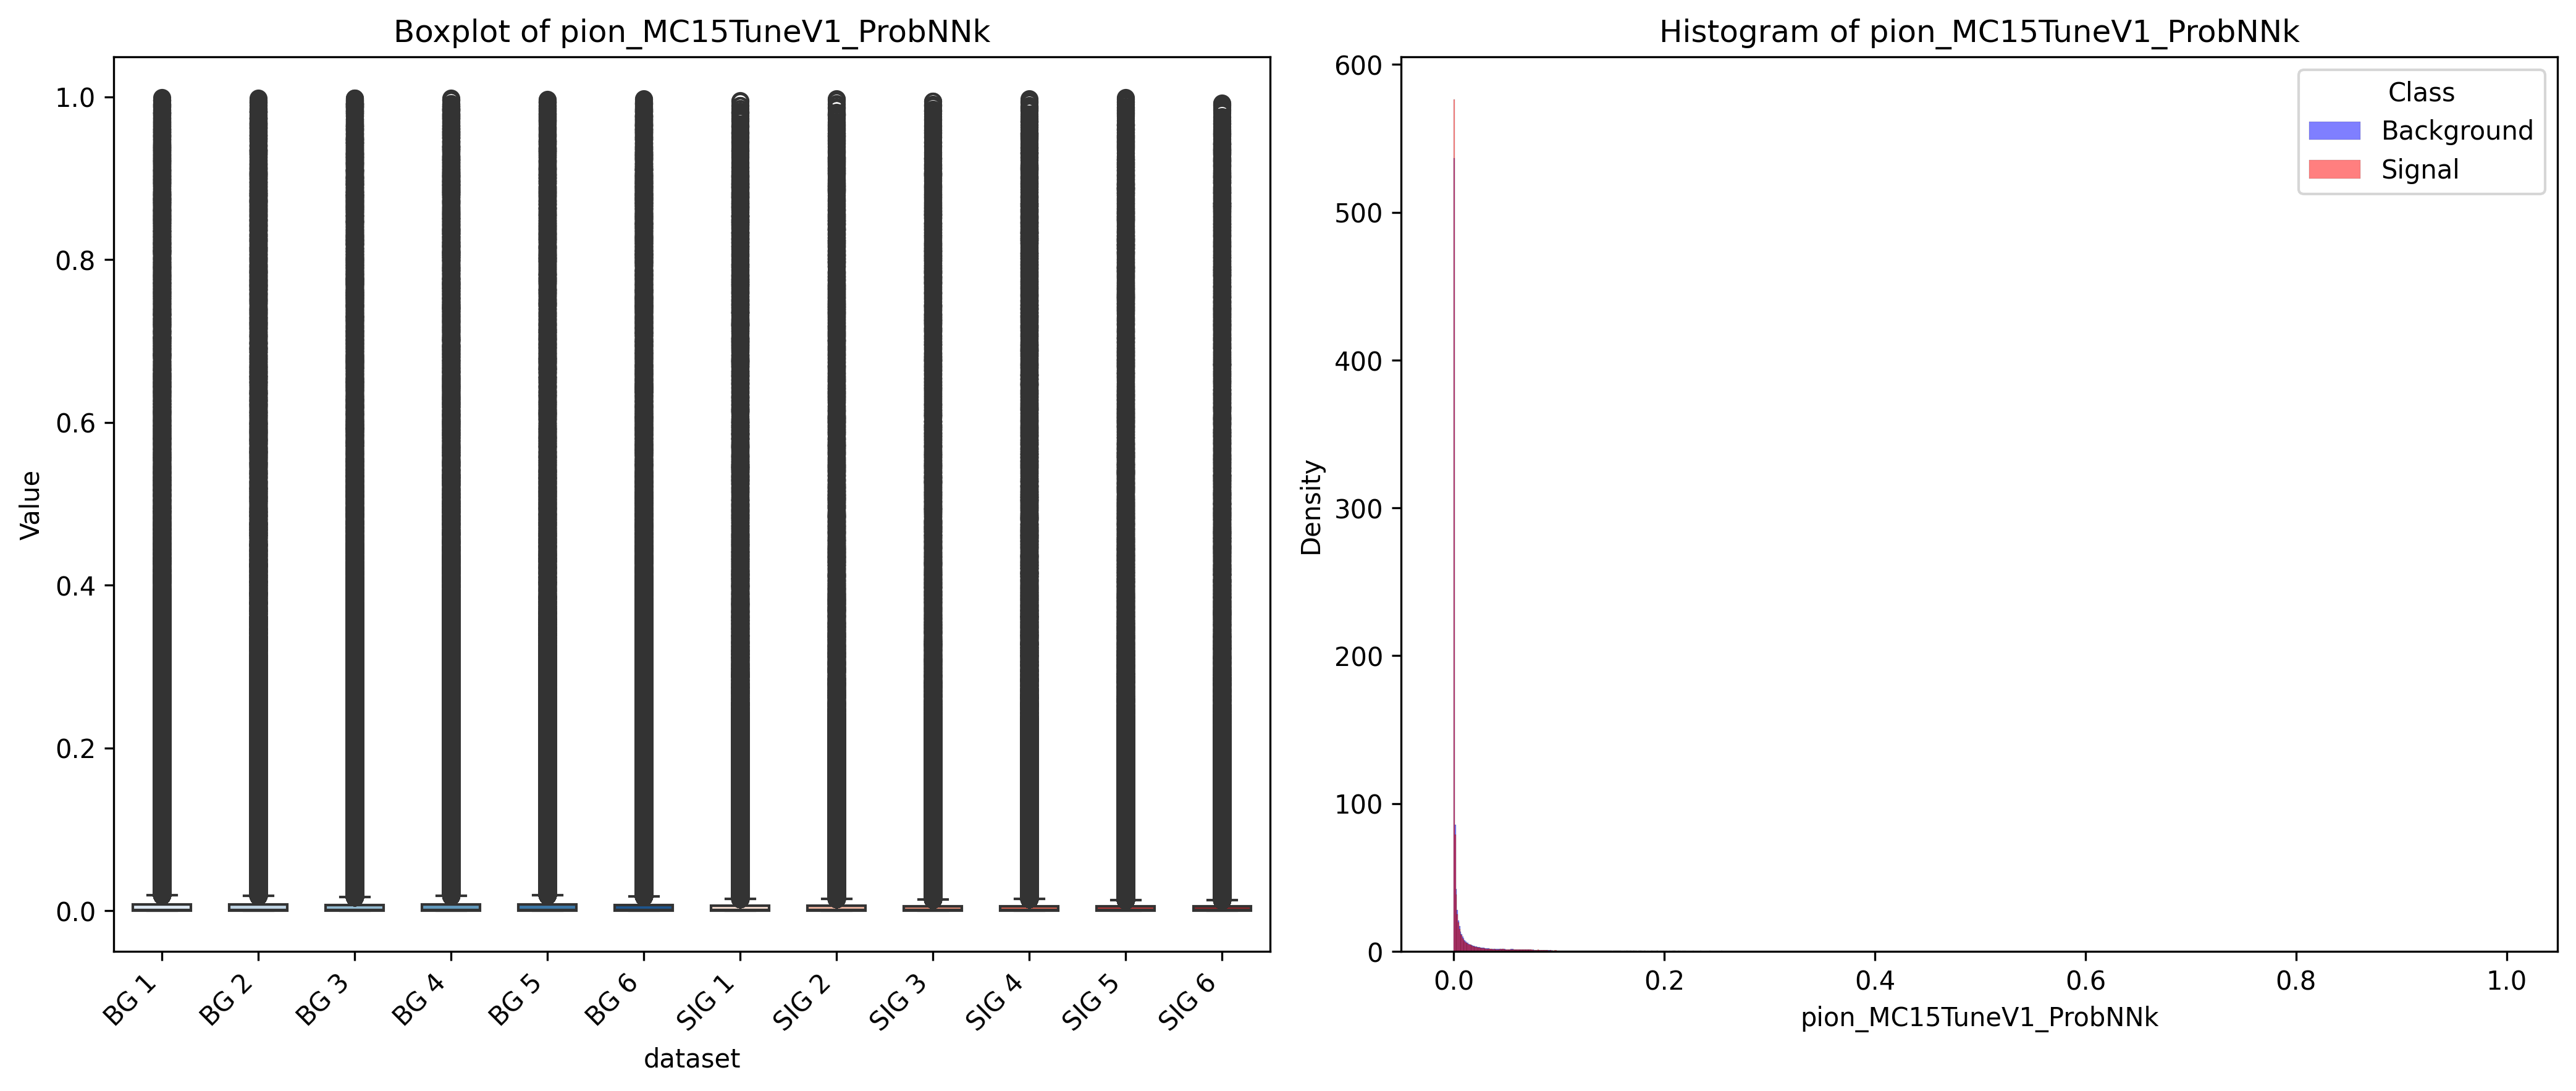 Boxplot of pion_MC15TuneV1_ProbNNk
Value
1.0
0.8
0.6
0.4
0.2
0.0
BG 1
BG 2
BG 3
BG 4
BG 5
BG 6
SIG 1
SIG 2
SIG 3
SIG 4
SIG 5
SIG 6
dataset
Histogram of pion_MC15TuneV1_ProbNNk
Density
600
500
400
300
200
100
0
Class
Background
Signal
0.0
0.2
0.4
0.6
0.8
1.0
pion_MC15TuneV1_ProbNNk